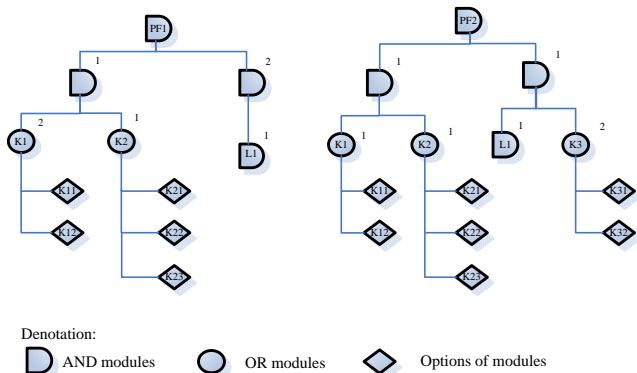 PF1
PF2
1 2 1 1
2 1 1 1 1 1 2
K1 K2 L1 K1 K2 L1 K3
K11 K21 K11 K21 K31
K12 K22 K12 K22 K32
K23 K23
Denotation:
AND modules OR modules Options of modules